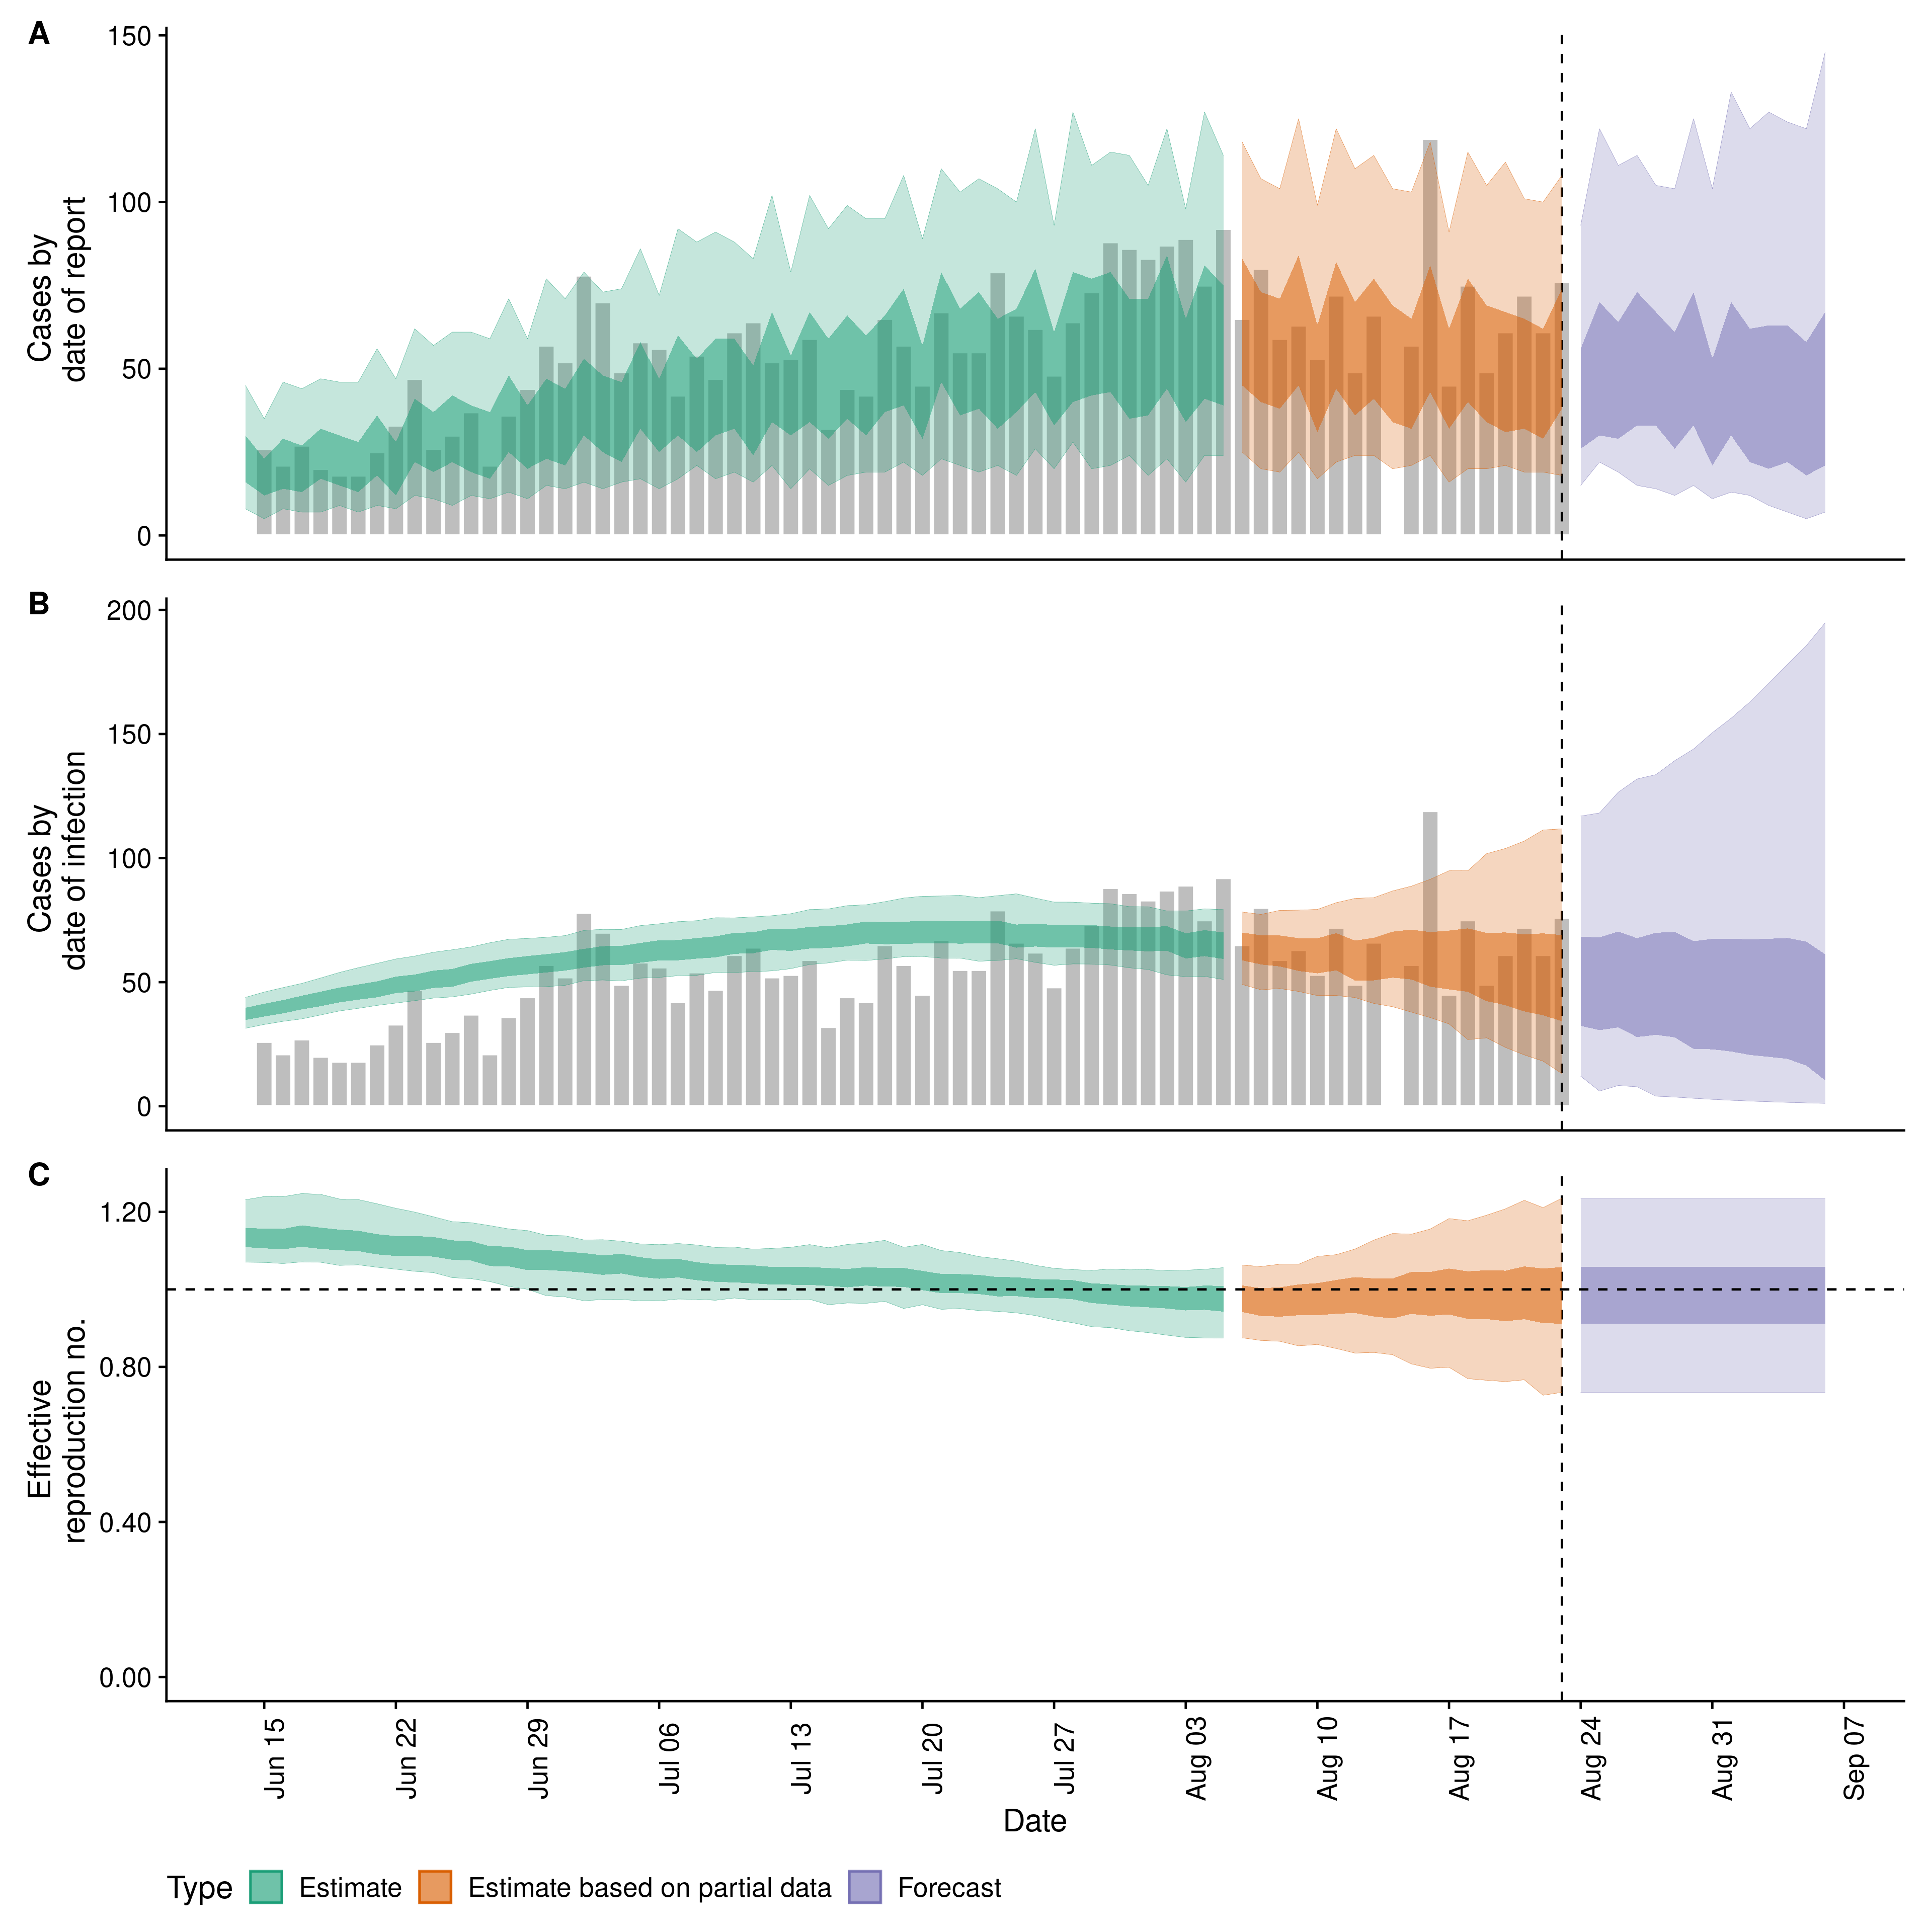 A
150
100
50
0
Cases by
date of report
B
200
150
100
50
0
Cases by
date of infection
C
1.20
0.80
0.40
0.00
Effective
reproduction no.
Jun 15
Jun 22
Jun 29
Jul 06
Jul 13
Jul 20
Jul 27
Aug 03
Aug 10
Aug 17
Aug 24
Aug 31
Sep 07
Date
Type Estimate Estimate based on partial data Forecast